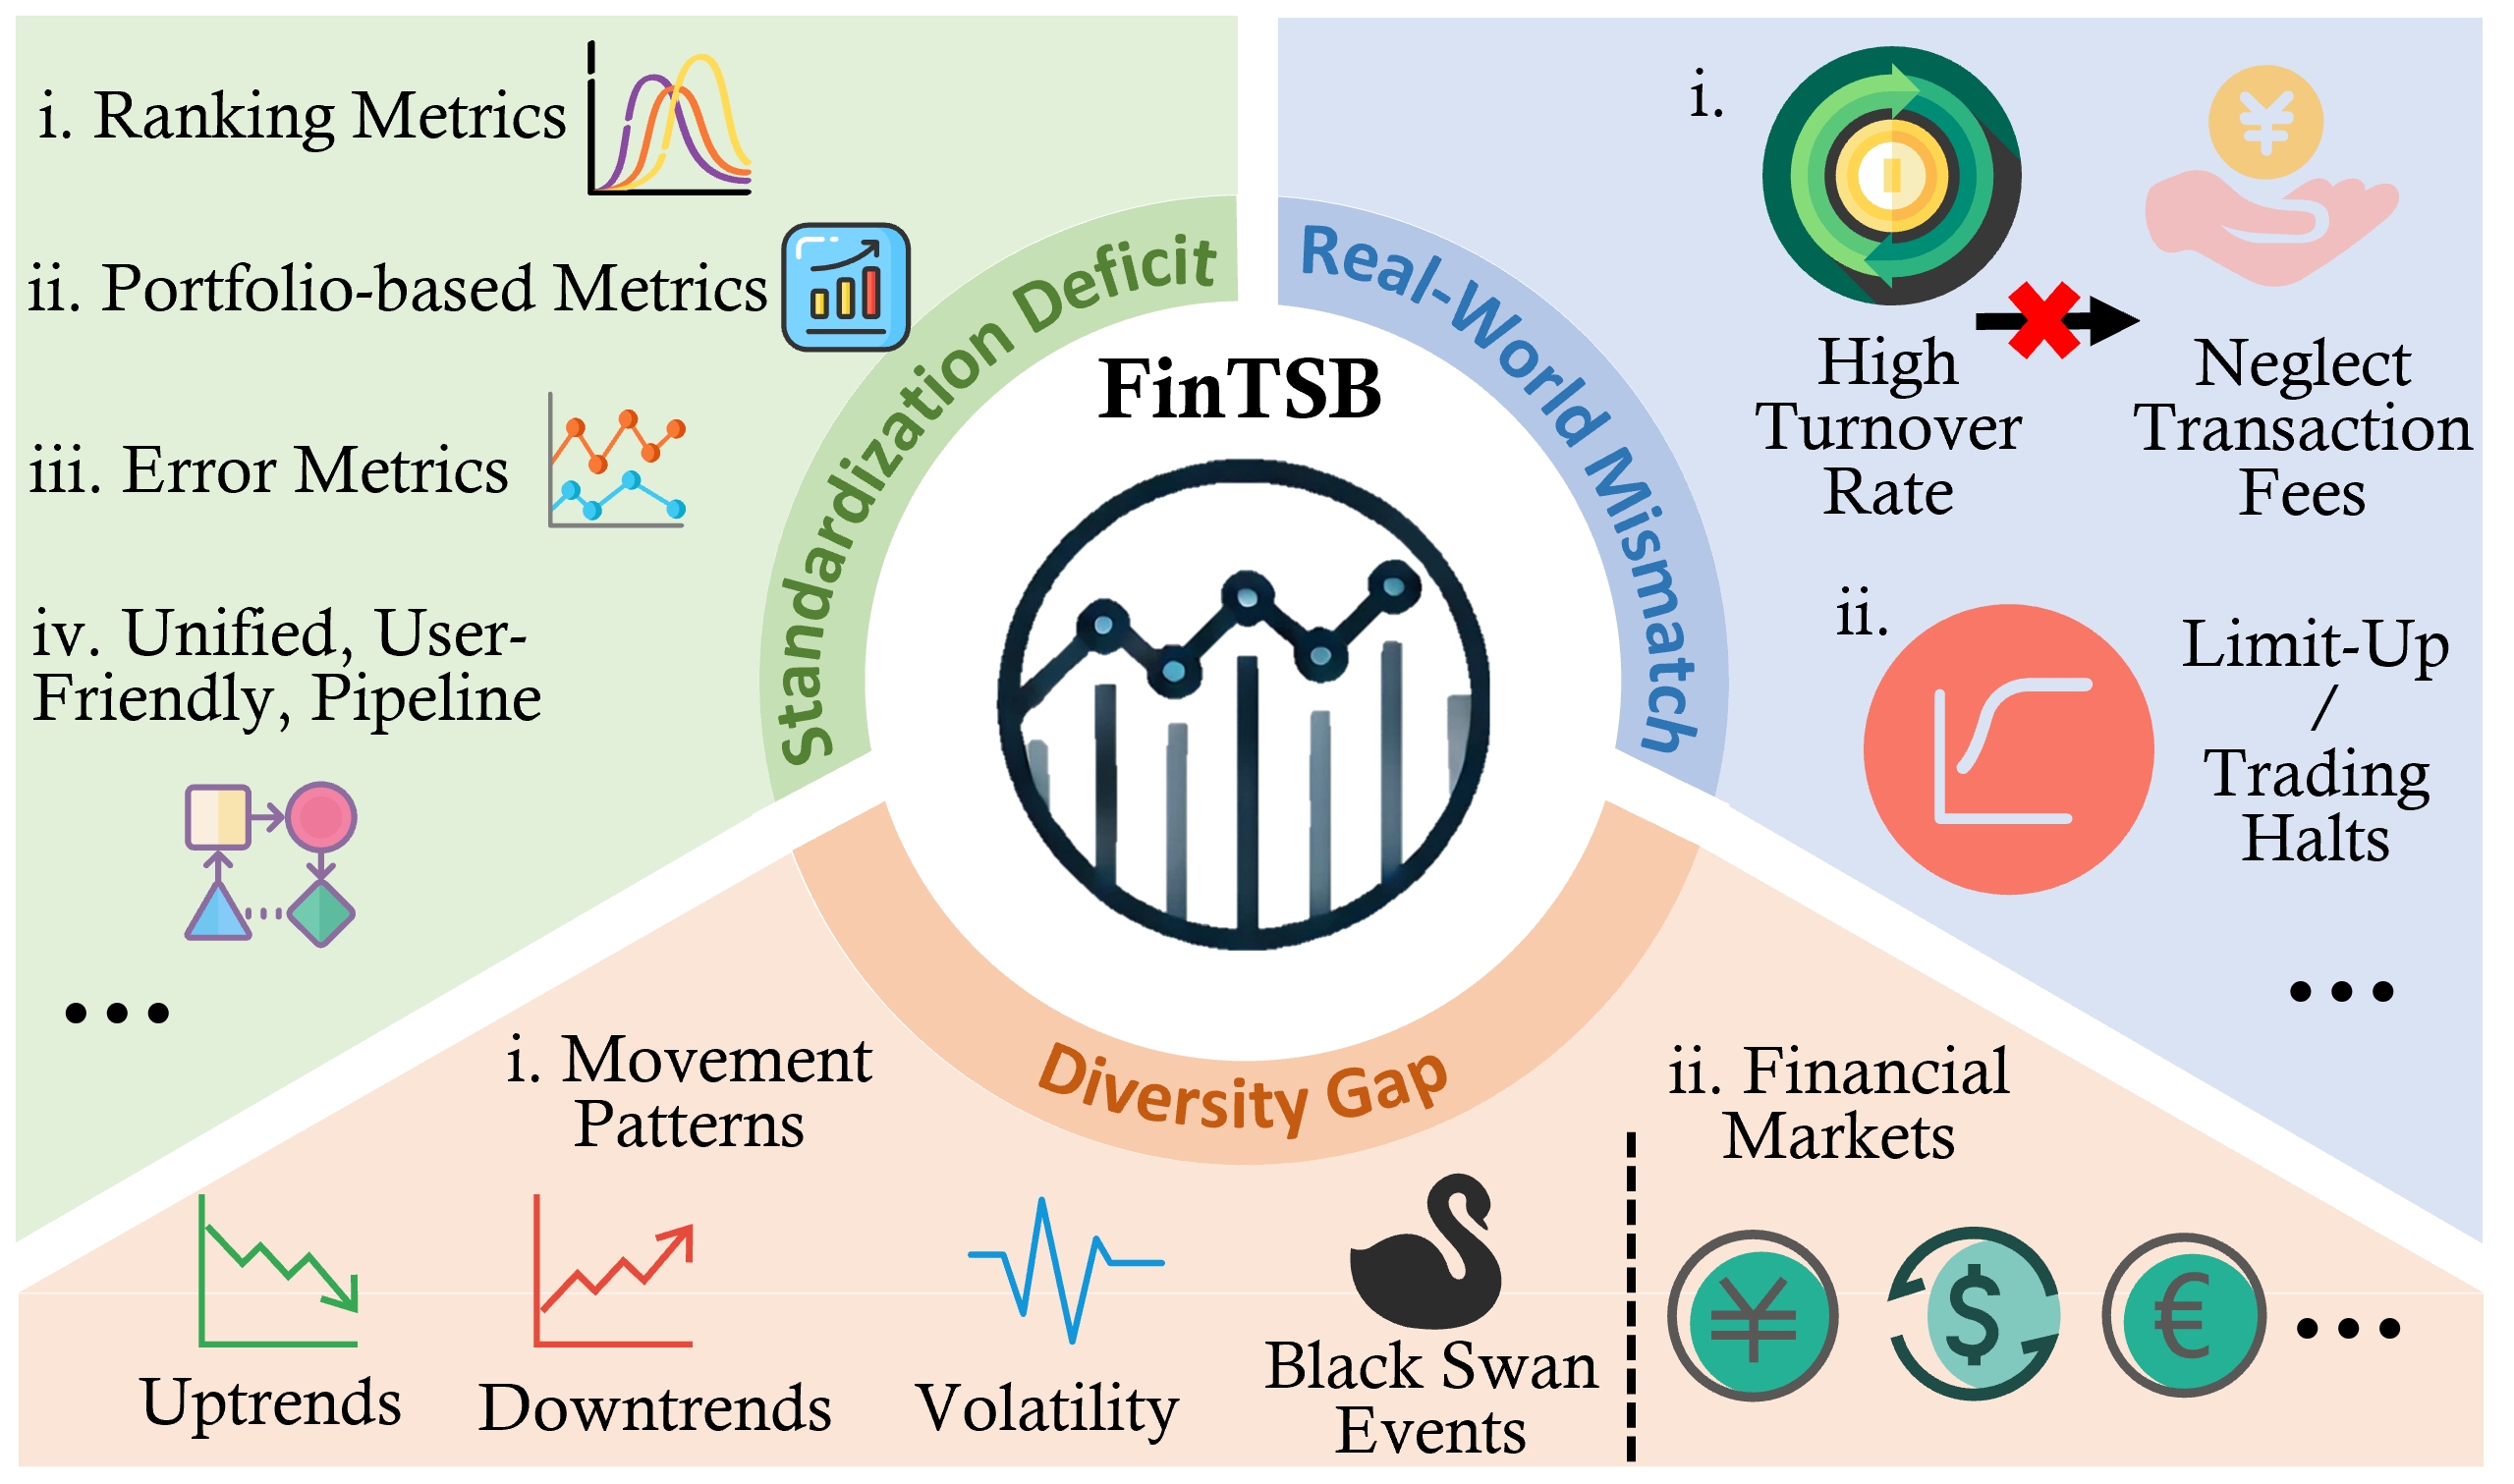 i. Ranking Metrics
ii. Portfolio-based Metrics
iii. Error Metrics
iv. Unified, User-
Friendly, Pipeline
...
Standardization Deficit
FinTSB
Real-World Mismatch
i.
High
Turnover
Rate
Neglect
Transaction
Fees
ii.
Limit-Up
/
Trading
Halts
...
Diversity Gap
i. Movement
Patterns
Uptrends
Downtrends
Volatility
Black Swan
Events
ii. Financial
Markets
¥
$
€
...
¥